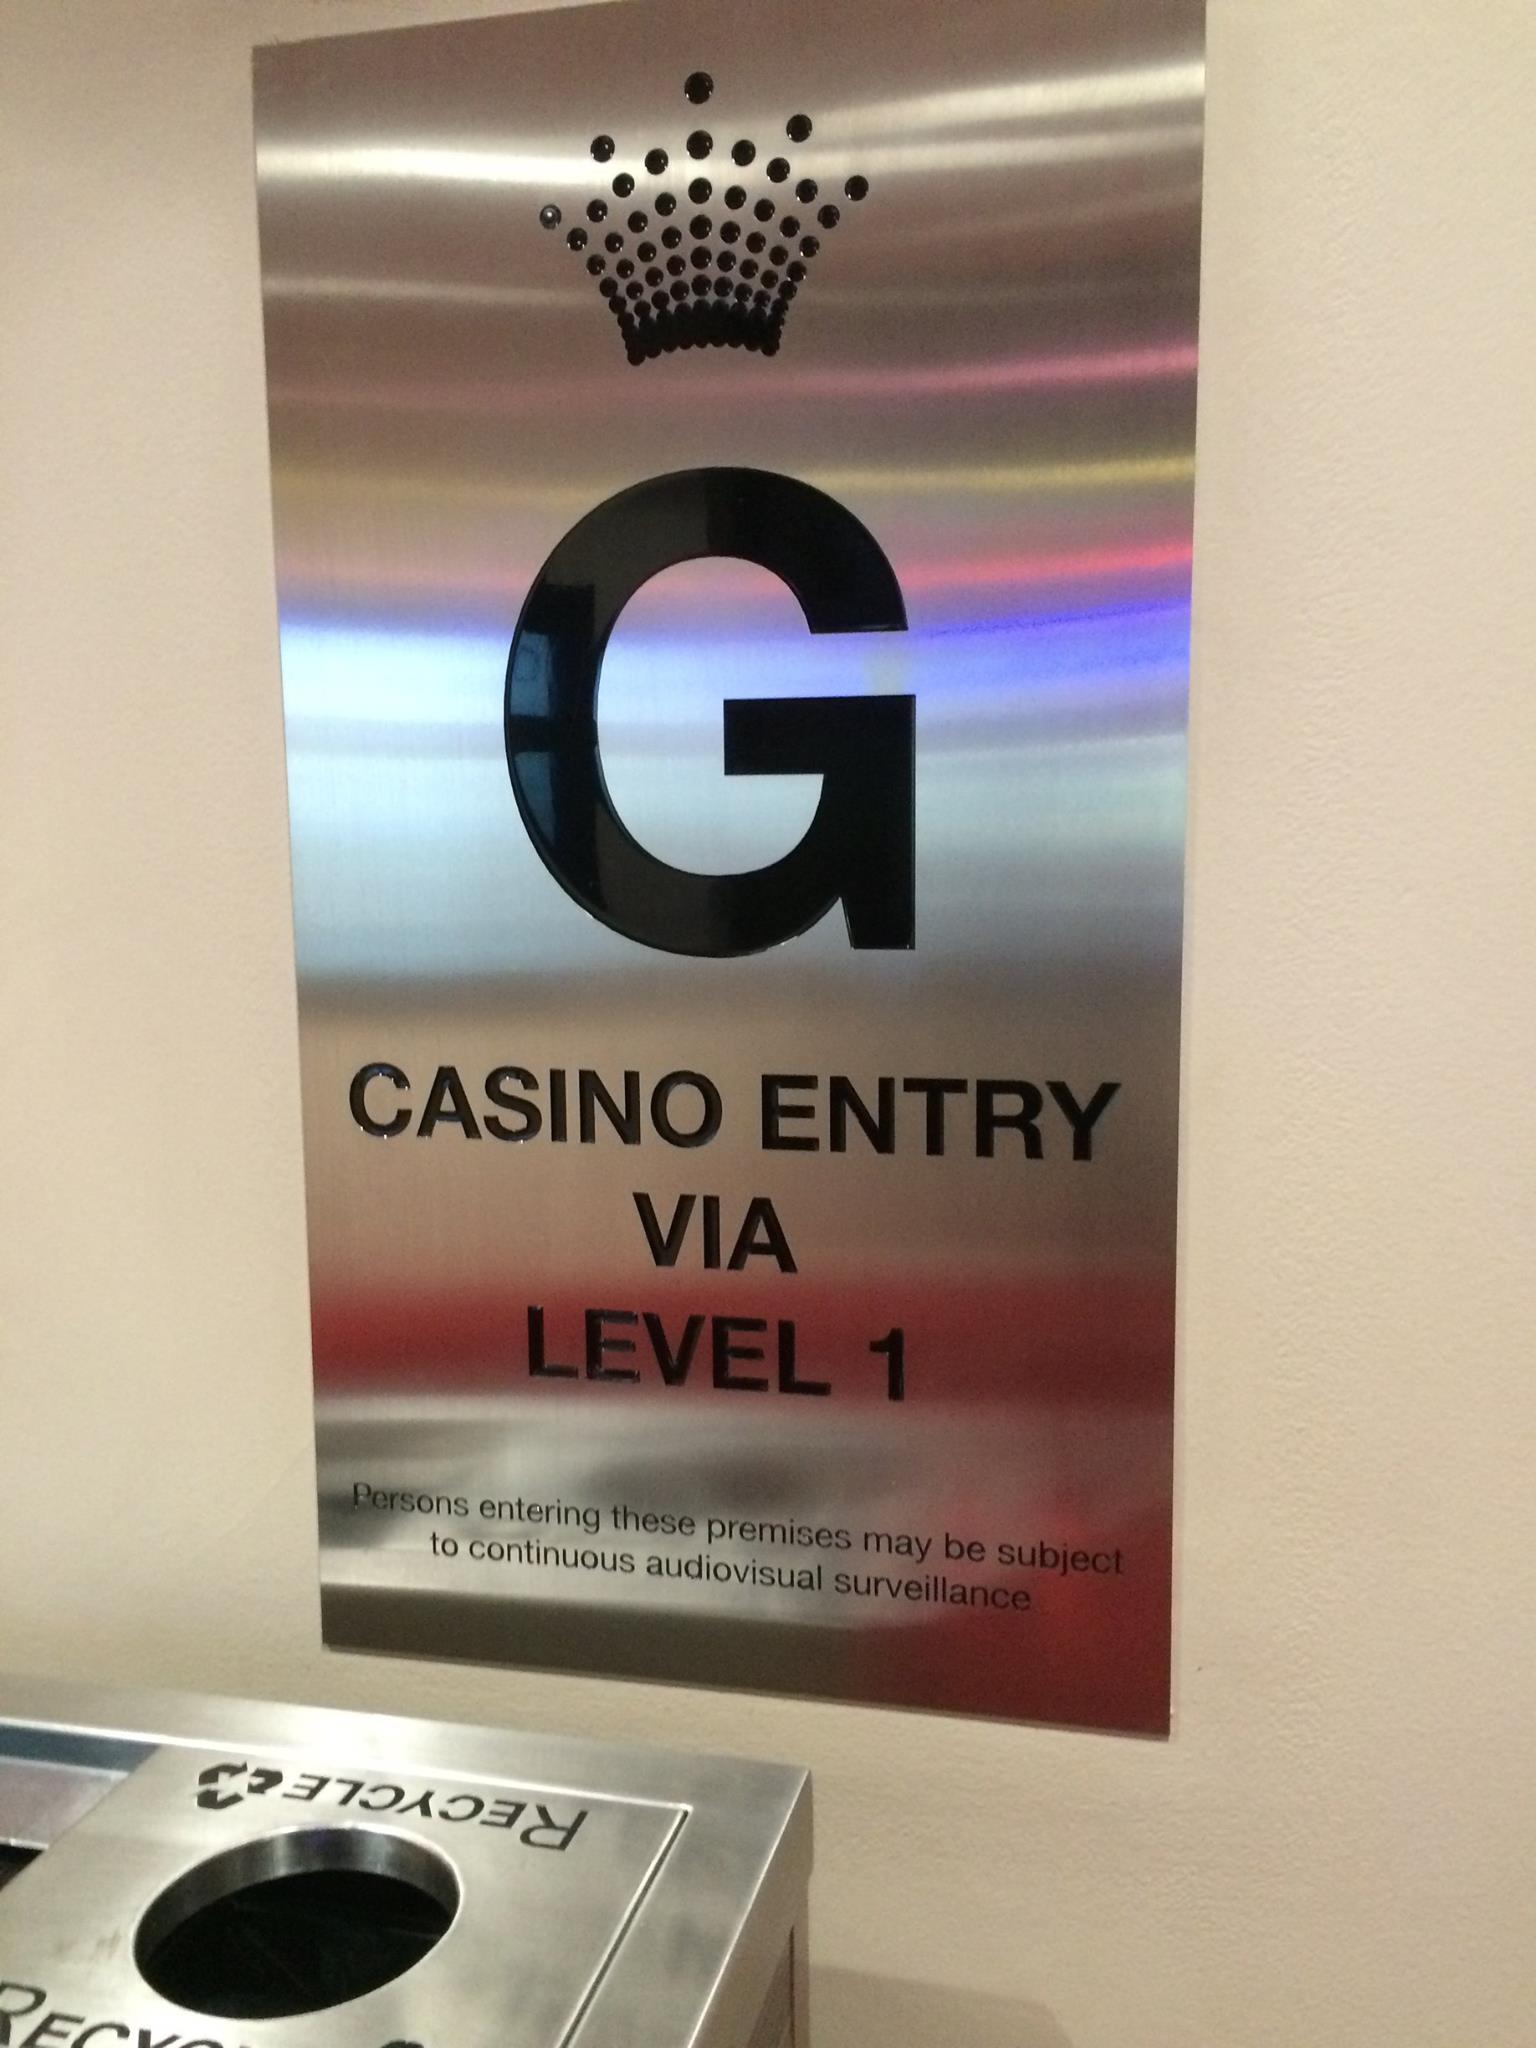 G
CASINO ENTRY
VIA
LEVEL 1
Persons entering these premises may be subject
to continuous audiovisual surveillance
RECYCLE